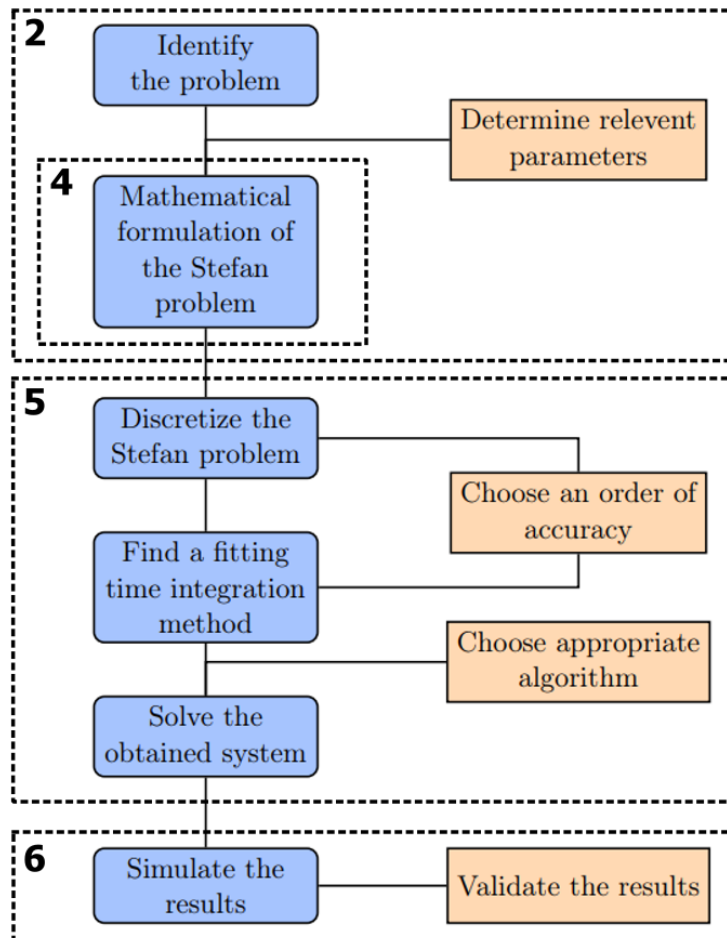 2
Identify
the problem
Determine relevent
parameters
4
Mathematical
formulation of
the Stefan
problem
5
Discretize the
Stefan problem
Choose an order of
accuracy
Find a fitting
time integration
method
Choose appropriate
algorithm
Solve the
obtained system
6
Simulate the
results
Validate the results